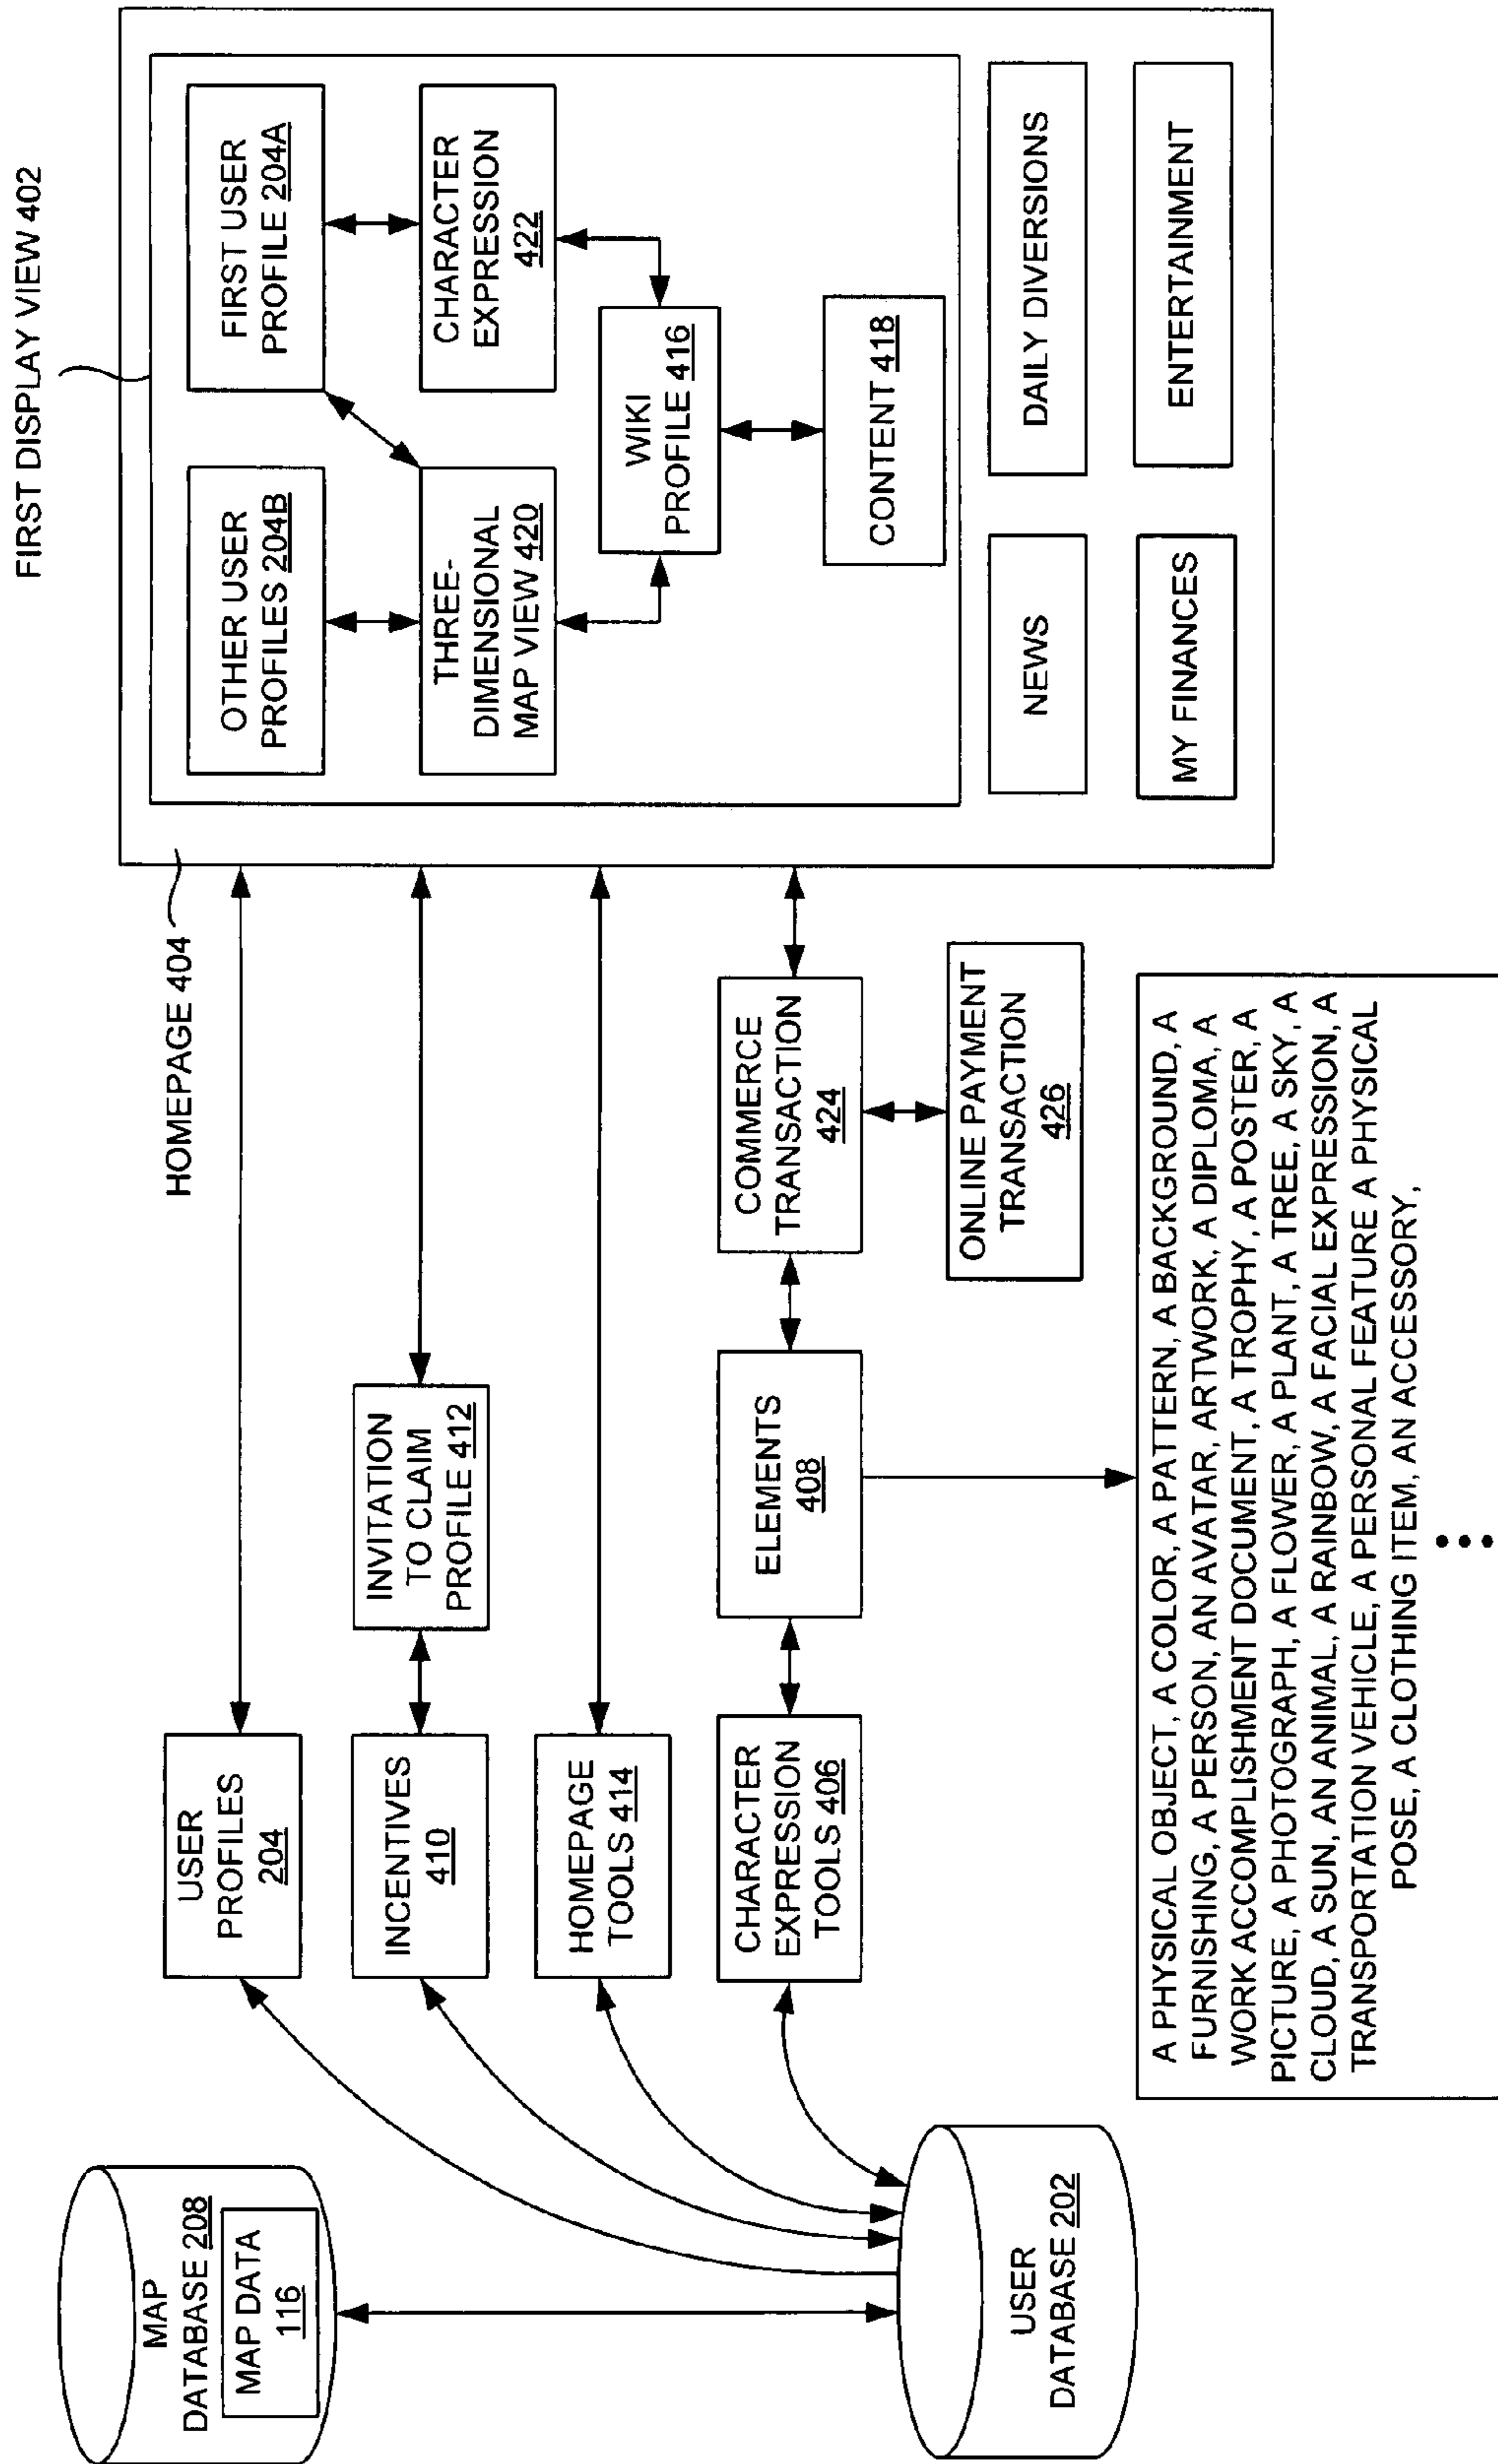 FIRST DISPLAY VIEW 402
HOMEPAGE 404
OTHER USER
PROFILES 204B
FIRST USER
PROFILE 204A
THREE-
DIMENSIONAL
MAP VIEW 420
CHARACTER
EXPRESSION
422
WIKI
PROFILE 416
CONTENT 418
NEWS
DAILY DIVERSIONS
MY FINANCES
ENTERTAINMENT
MAP
DATABASE 208
MAP DATA
116
USER
PROFILES
204
INCENTIVES
410
INVITATION
TO CLAIM
PROFILE 412
HOMEPAGE
TOOLS 414
CHARACTER
EXPRESSION
TOOLS 406
ELEMENTS
408
COMMERCE
TRANSACTION
424
ONLINE PAYMENT
TRANSACTION
426
USER
DATABASE 202
A PHYSICAL OBJECT, A COLOR, A PATTERN, A BACKGROUND, A
FURNISHING, A PERSON, AN AVATAR, ARTWORK, A DIPLOMA, A
WORK ACCOMPLISHMENT DOCUMENT, A TROPHY, A POSTER, A
PICTURE, A PHOTOGRAPH, A FLOWER, A PLANT, A TREE, A SKY, A
CLOUD, A SUN, AN ANIMAL, A RAINBOW, A FACIAL EXPRESSION, A
TRANSPORTATION VEHICLE, A PERSONAL FEATURE A PHYSICAL
POSE, A CLOTHING ITEM, AN ACCESSORY,
•••